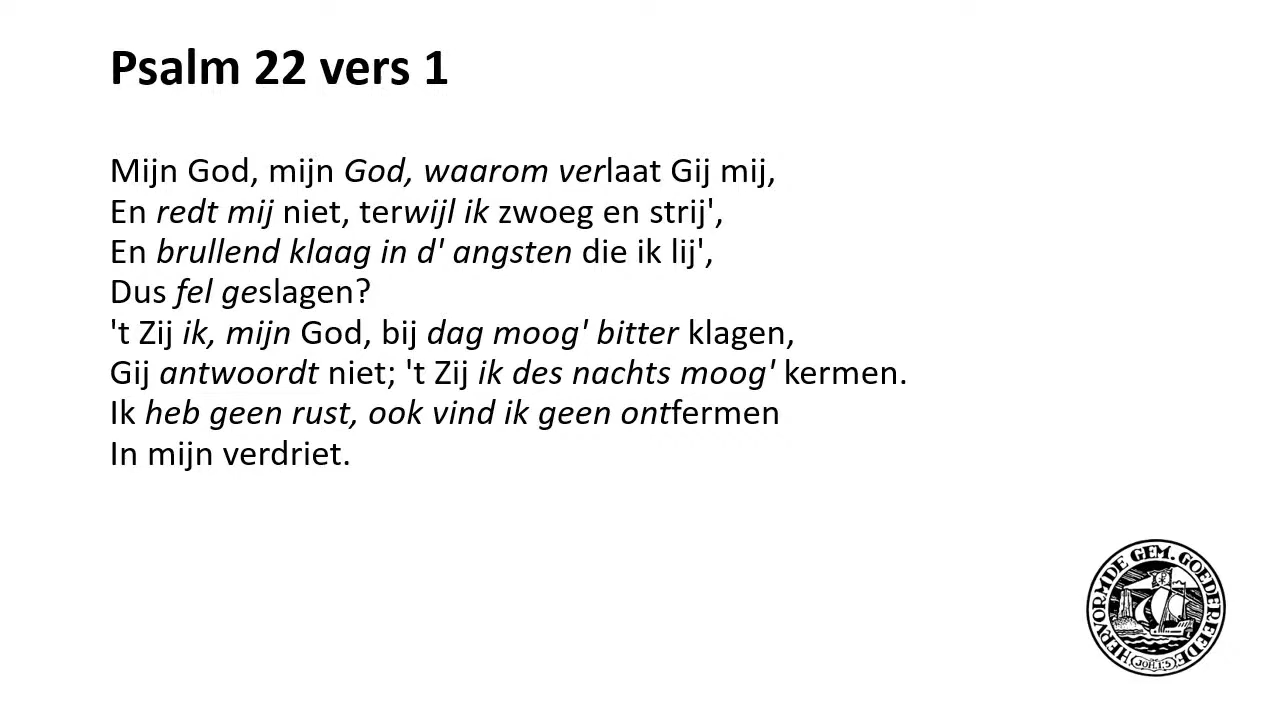 Psalm 22 vers 1
Mijn God, mijn God, waarom verlaat Gij mij,
En redt mij niet, terwijl ik zwoeg en strij',
En brullend klaag in d' angsten die ik lij',
Dus fel geslagen?
't Zij ik, mijn God, bij dag moog' bitter klagen,
Gij antwoordt niet; 't Zij ik des nachts moog' kermen.
Ik heb geen rust, ook vind ik geen ontfermen
In mijn verdriet.
HERVORMDE GEM. GOEDEREEDE
JOH. 1:5